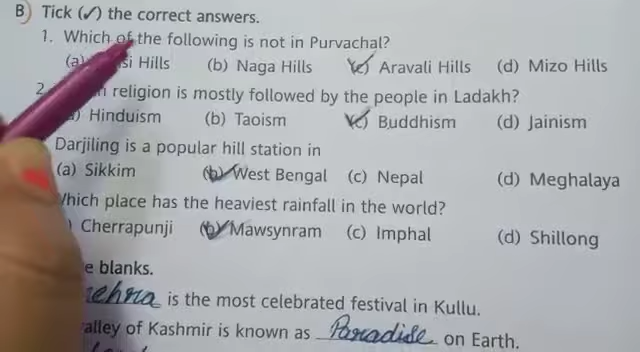 B) Tick (✓) the correct answers.
1. Which of the following is not in Purvachal?
(a) si Hills (b) Naga Hills (c) Aravali Hills (d) Mizo Hills
2. religion is mostly followed by the people in Ladakh?
Hinduism (b) Taoism (c) Buddhism (d) Jainism
Darjiling is a popular hill station in
(a) Sikkim (b) West Bengal (c) Nepal (d) Meghalaya
Which place has the heaviest rainfall in the world?
Cherrapunji (b) Mawsynram (c) Imphal (d) Shillong
e blanks.
ehra is the most celebrated festival in Kullu.
alley of Kashmir is known as Paradise on Earth.